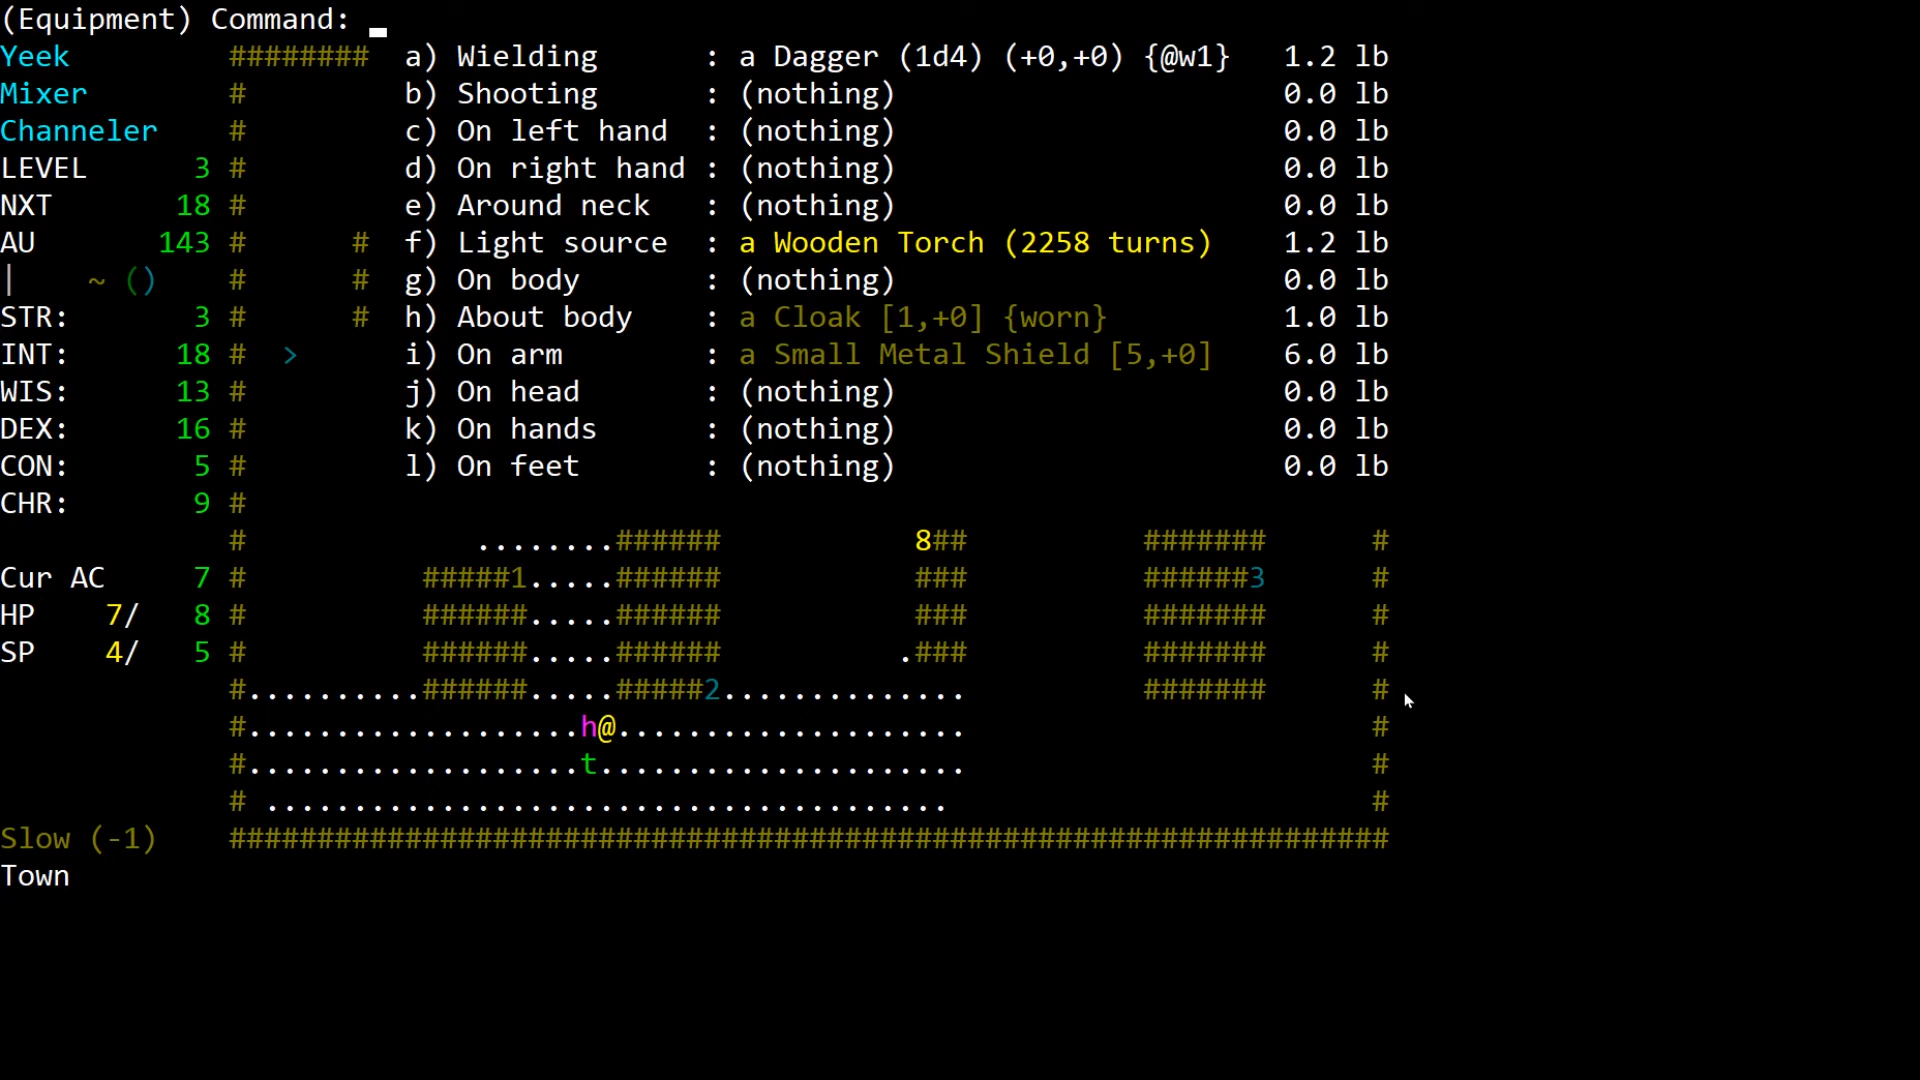 (Equipment) Command: _
Yeek         ########  a) Wielding      : a Dagger (1d4) (+0,+0) {@w1}   1.2 lb
Mixer        #         b) Shooting      : (nothing)                      0.0 lb
Channeler    #         c) On left hand  : (nothing)                      0.0 lb
LEVEL      3 #         d) On right hand : (nothing)                      0.0 lb
NXT       18 #         e) Around neck   : (nothing)                      0.0 lb
AU       143 #      #  f) Light source  : a Wooden Torch (2258 turns)    1.2 lb
|    ~ ()    #      #  g) On body       : (nothing)                      0.0 lb
STR:       3 #      #  h) About body    : a Cloak [1,+0] {worn}          1.0 lb
INT:      18 #  >      i) On arm        : a Small Metal Shield [5,+0]    6.0 lb
WIS:      13 #         j) On head       : (nothing)                      0.0 lb
DEX:      16 #         k) On hands      : (nothing)                      0.0 lb
CON:       5 #         l) On feet       : (nothing)                      0.0 lb
CHR:       9 #
             #             ........######           8##          #######      #
Cur AC     7 #          #####1.....######           ###          ######3      #
HP    7/   8 #          ######.....######           ###          #######      #
SP    4/   5 #          ######.....######          .###          #######      #
             #..........######.....#####2..............          #######      #
             #...................h@....................                       #
             #...................t.....................                       #
             # .......................................                        #
Slow (-1)    ##################################################################
Town